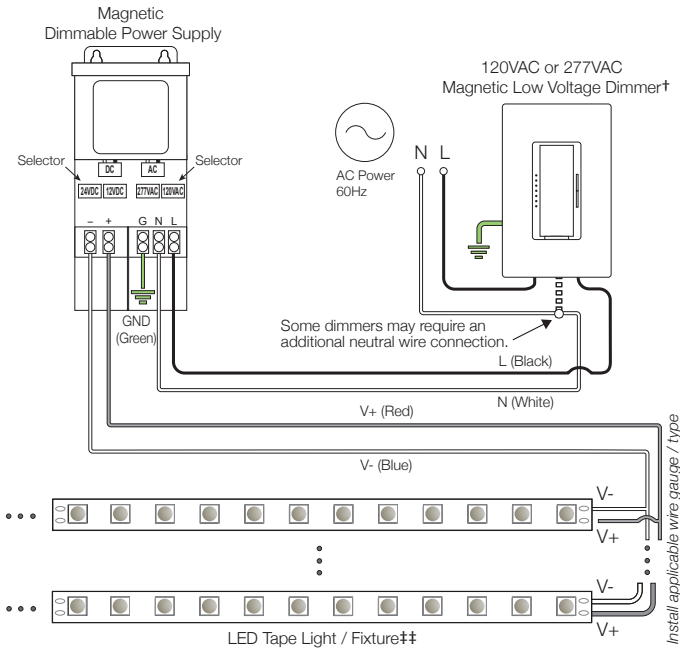 Magnetic
Dimmable Power Supply
120VAC or 277VAC
Magnetic Low Voltage Dimmer†
Selector
Selector
DC
AC
24VDC
12VDC
277VAC
120VAC
AC Power
60Hz
N L
– +
G N L
GND
(Green)
Some dimmers may require an
additional neutral wire connection.
L (Black)
N (White)
V+ (Red)
V- (Blue)
V-
V+
V-
V+
Install applicable wire gauge / type
LED Tape Light / Fixture‡‡